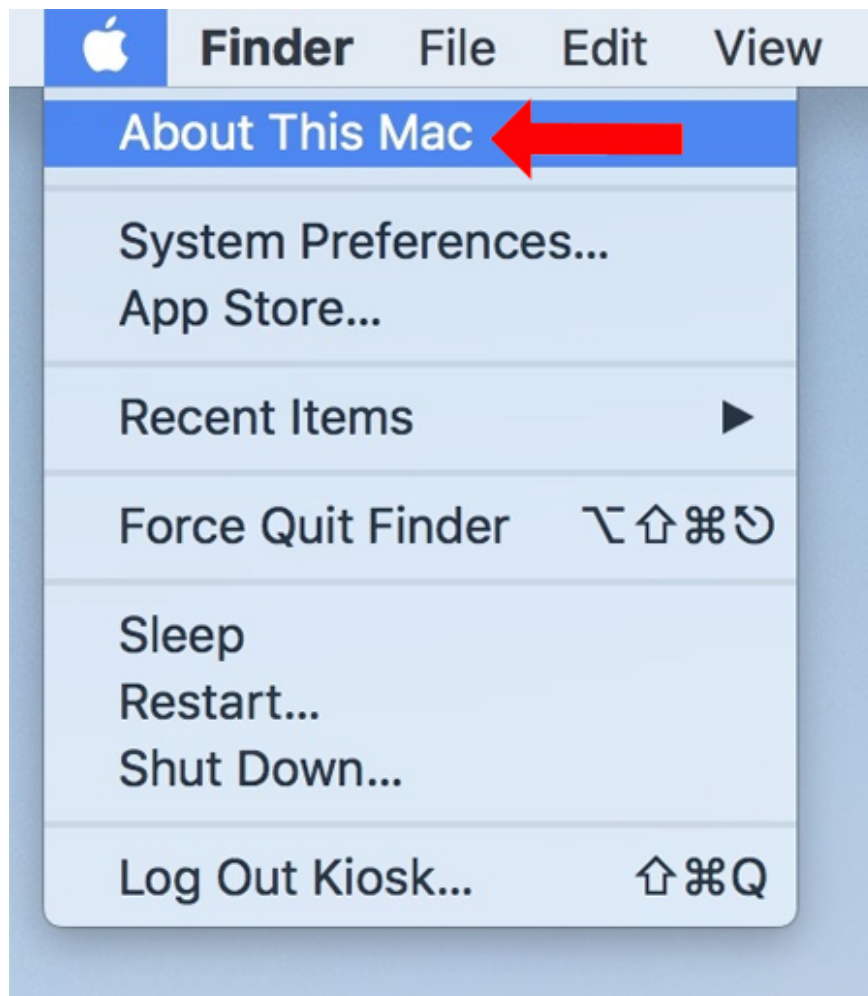 Finder File Edit View
About This Mac
System Preferences...
App Store...
Recent Items ▶
Force Quit Finder ⌥⇧⌘⎋
Sleep
Restart...
Shut Down...
Log Out Kiosk... ⇧⌘Q